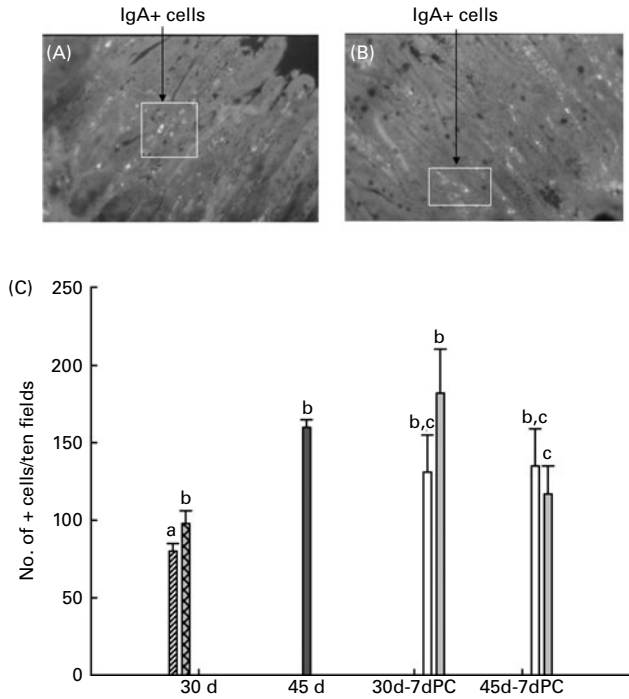 IgA+ cells
IgA+ cells
(A)
(B)
(C)
No. of + cells/ten fields
250
200
150
100
50
0
a
b
b
b,c
b
b,c
c
30 d
45 d
30d-7dPC
45d-7dPC